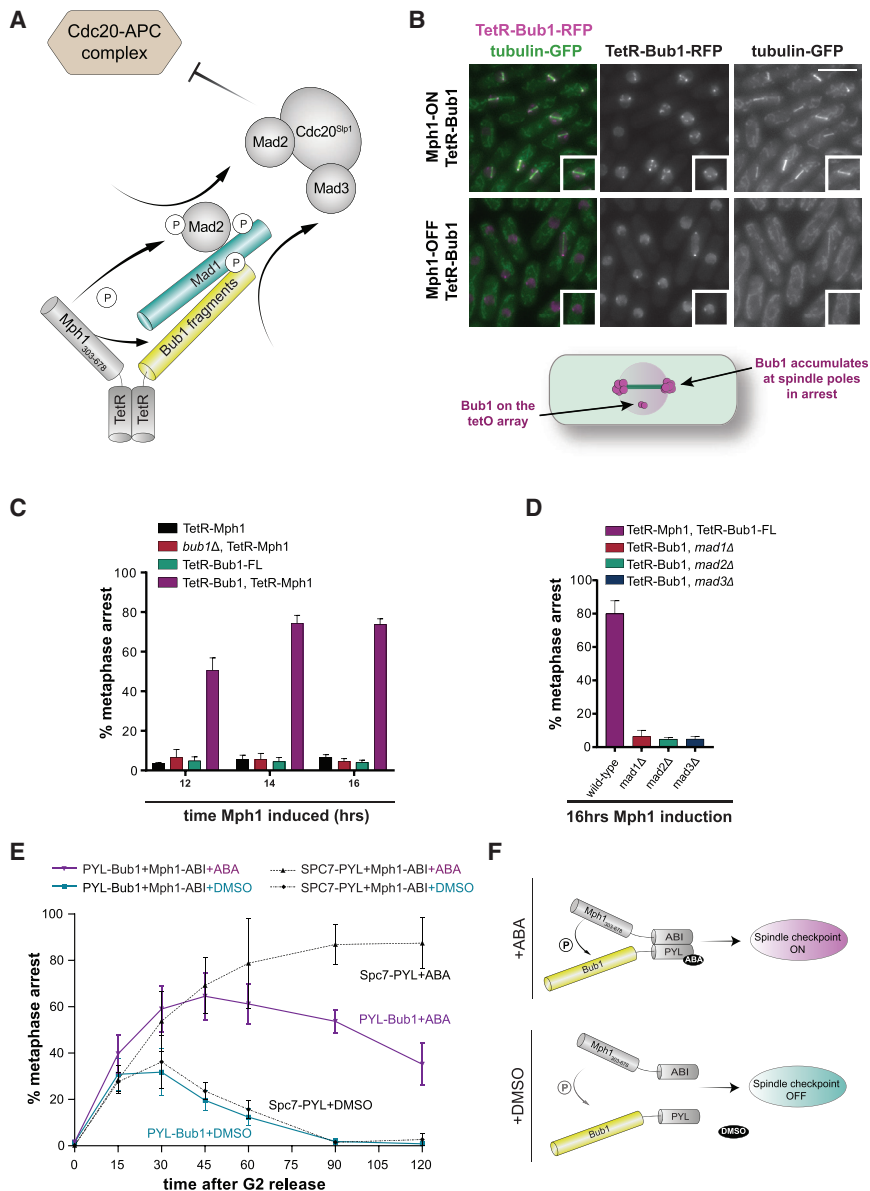 A
Cdc20-APC
complex
Mad2
Cdc20Slp1
Mad3
P
Mad2
P
P
Mad1
P
Bub1 fragments
Mph1303-678
TetR
TetR
B
TetR-Bub1-RFP
tubulin-GFP
TetR-Bub1-RFP
tubulin-GFP
Mph1-ON
TetR-Bub1
Mph1-OFF
TetR-Bub1
Bub1 accumulates
at spindle poles
in arrest
Bub1 on the
tetO array
C
TetR-Mph1
bub1Δ, TetR-Mph1
TetR-Bub1-FL
TetR-Bub1, TetR-Mph1
% metaphase arrest
100
80
60
40
20
0
12
14
16
time Mph1 induced (hrs)
D
TetR-Mph1, TetR-Bub1-FL
TetR-Bub1, mad1Δ
TetR-Bub1, mad2Δ
TetR-Bub1, mad3Δ
% metaphase arrest
100
80
60
40
20
0
wild-type
mad1Δ
mad2Δ
mad3Δ
16hrs Mph1 induction
E
PYL-Bub1+Mph1-ABI+ABA
SPC7-PYL+Mph1-ABI+ABA
PYL-Bub1+Mph1-ABI+DMSO
SPC7-PYL+Mph1-ABI+DMSO
% metaphase arrest
100
80
60
40
20
0
Spc7-PYL+ABA
PYL-Bub1+ABA
Spc7-PYL+DMSO
PYL-Bub1+DMSO
0
15
30
45
60
75
90
105
120
time after G2 release
F
+ABA
Mph1303-678
P
ABI
PYL
ABA
Bub1
Spindle checkpoint
ON
+DMSO
Mph1303-678
P
ABI
Bub1
PYL
DMSO
Spindle checkpoint
OFF